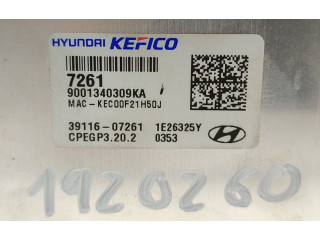 HYUNDAI KEFICO
7261
9001340309KA
MAC-KEC00F21H50J
39116-07261 1E26325Y
CPEGP3.20.2 0353
1920260